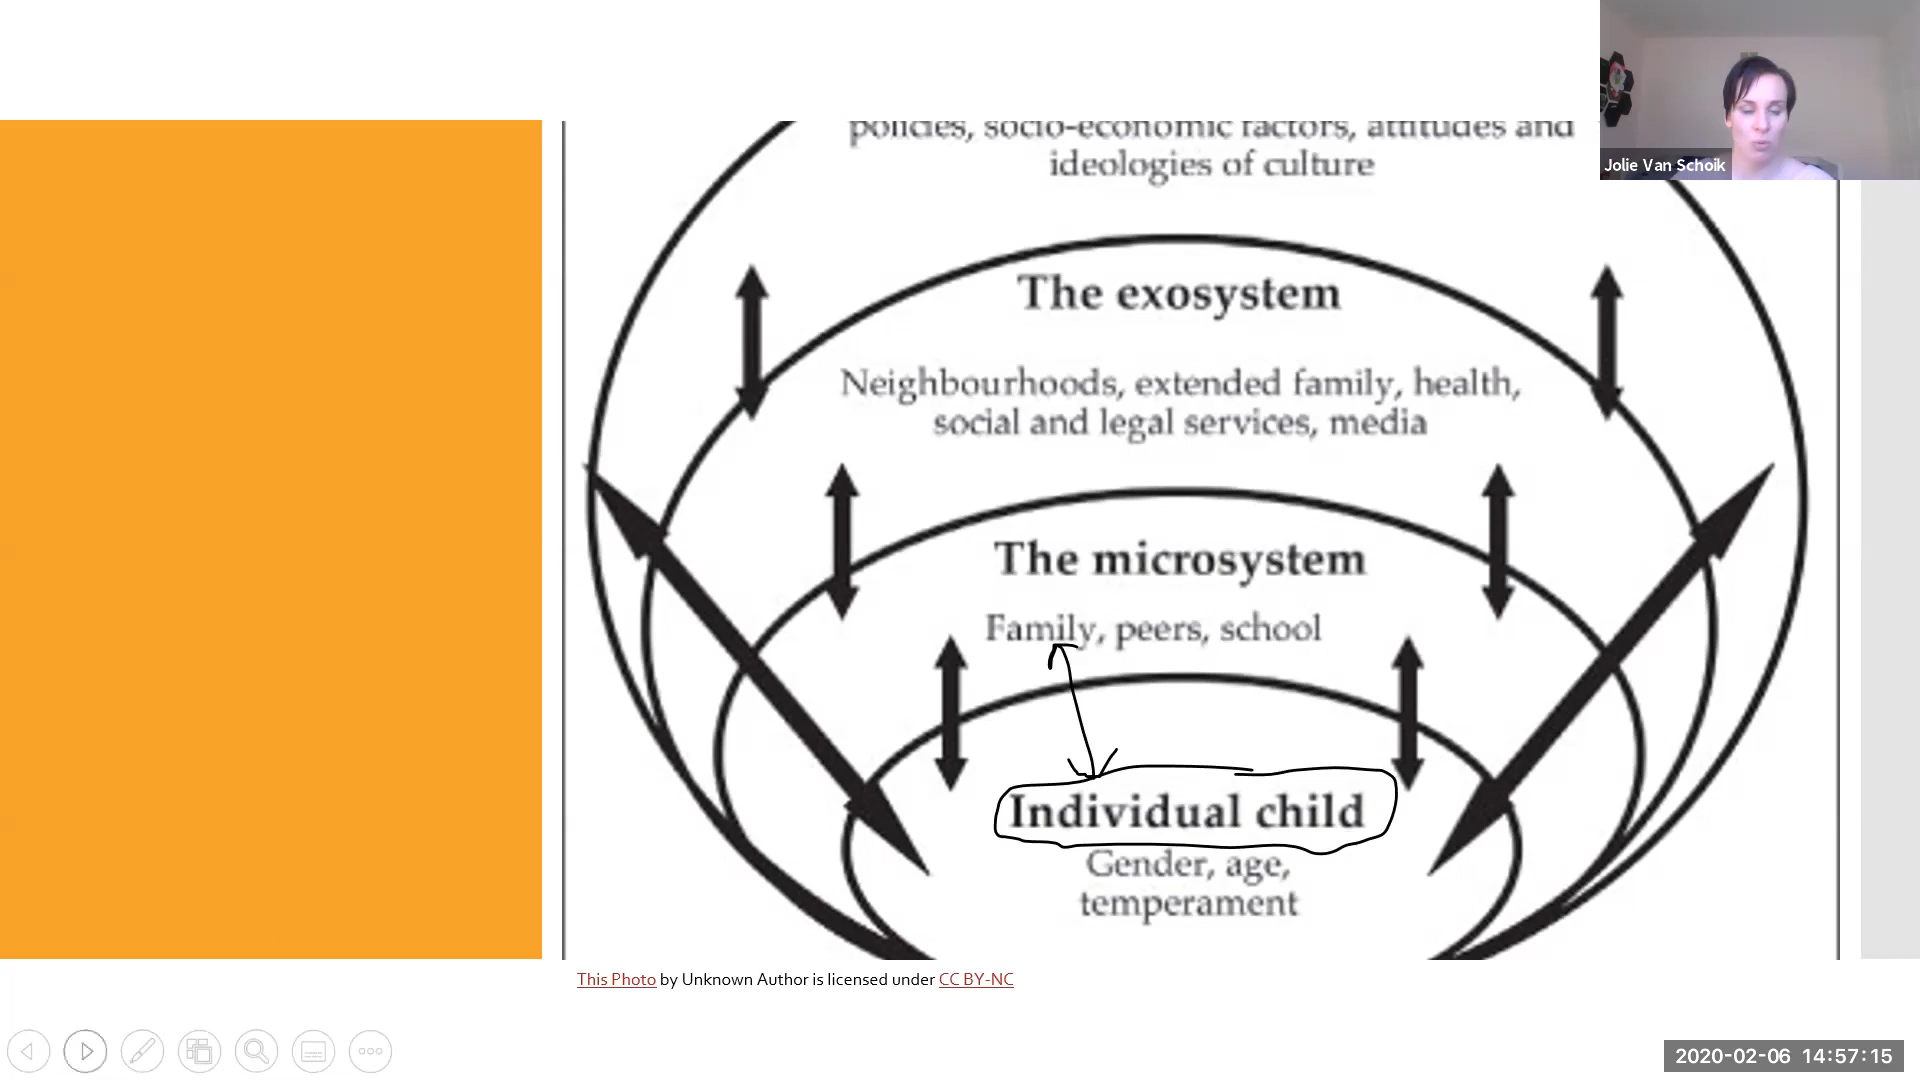 policies, socio-economic factors, attitudes and
ideologies of culture
Jolie Van Schoik
The exosystem
Neighbourhoods, extended family, health,
social and legal services, media
The microsystem
Family, peers, school
Individual child
Gender, age,
temperament
This Photo by Unknown Author is licensed under CC BY-NC
2020-02-06 14:57:15